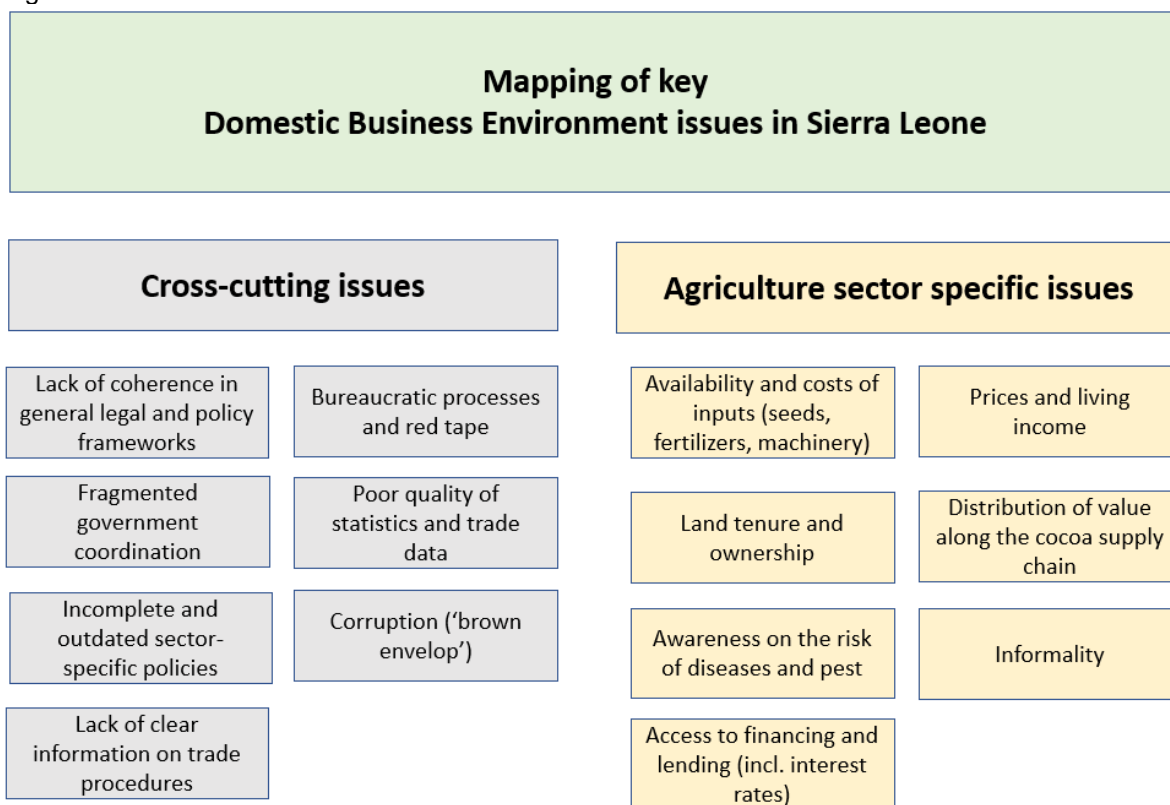 Mapping of key
Domestic Business Environment issues in Sierra Leone
Cross-cutting issues
Lack of coherence in
general legal and policy
frameworks
Bureaucratic processes
and red tape
Fragmented
government
coordination
Poor quality of
statistics and trade
data
Incomplete and
outdated sector-
specific policies
Corruption (‘brown
envelop’)
Lack of clear
information on trade
procedures
Agriculture sector specific issues
Availability and costs of
inputs (seeds,
fertilizers, machinery)
Prices and living
income
Land tenure and
ownership
Distribution of value
along the cocoa supply
chain
Awareness on the risk
of diseases and pest
Informality
Access to financing and
lending (incl. interest
rates)